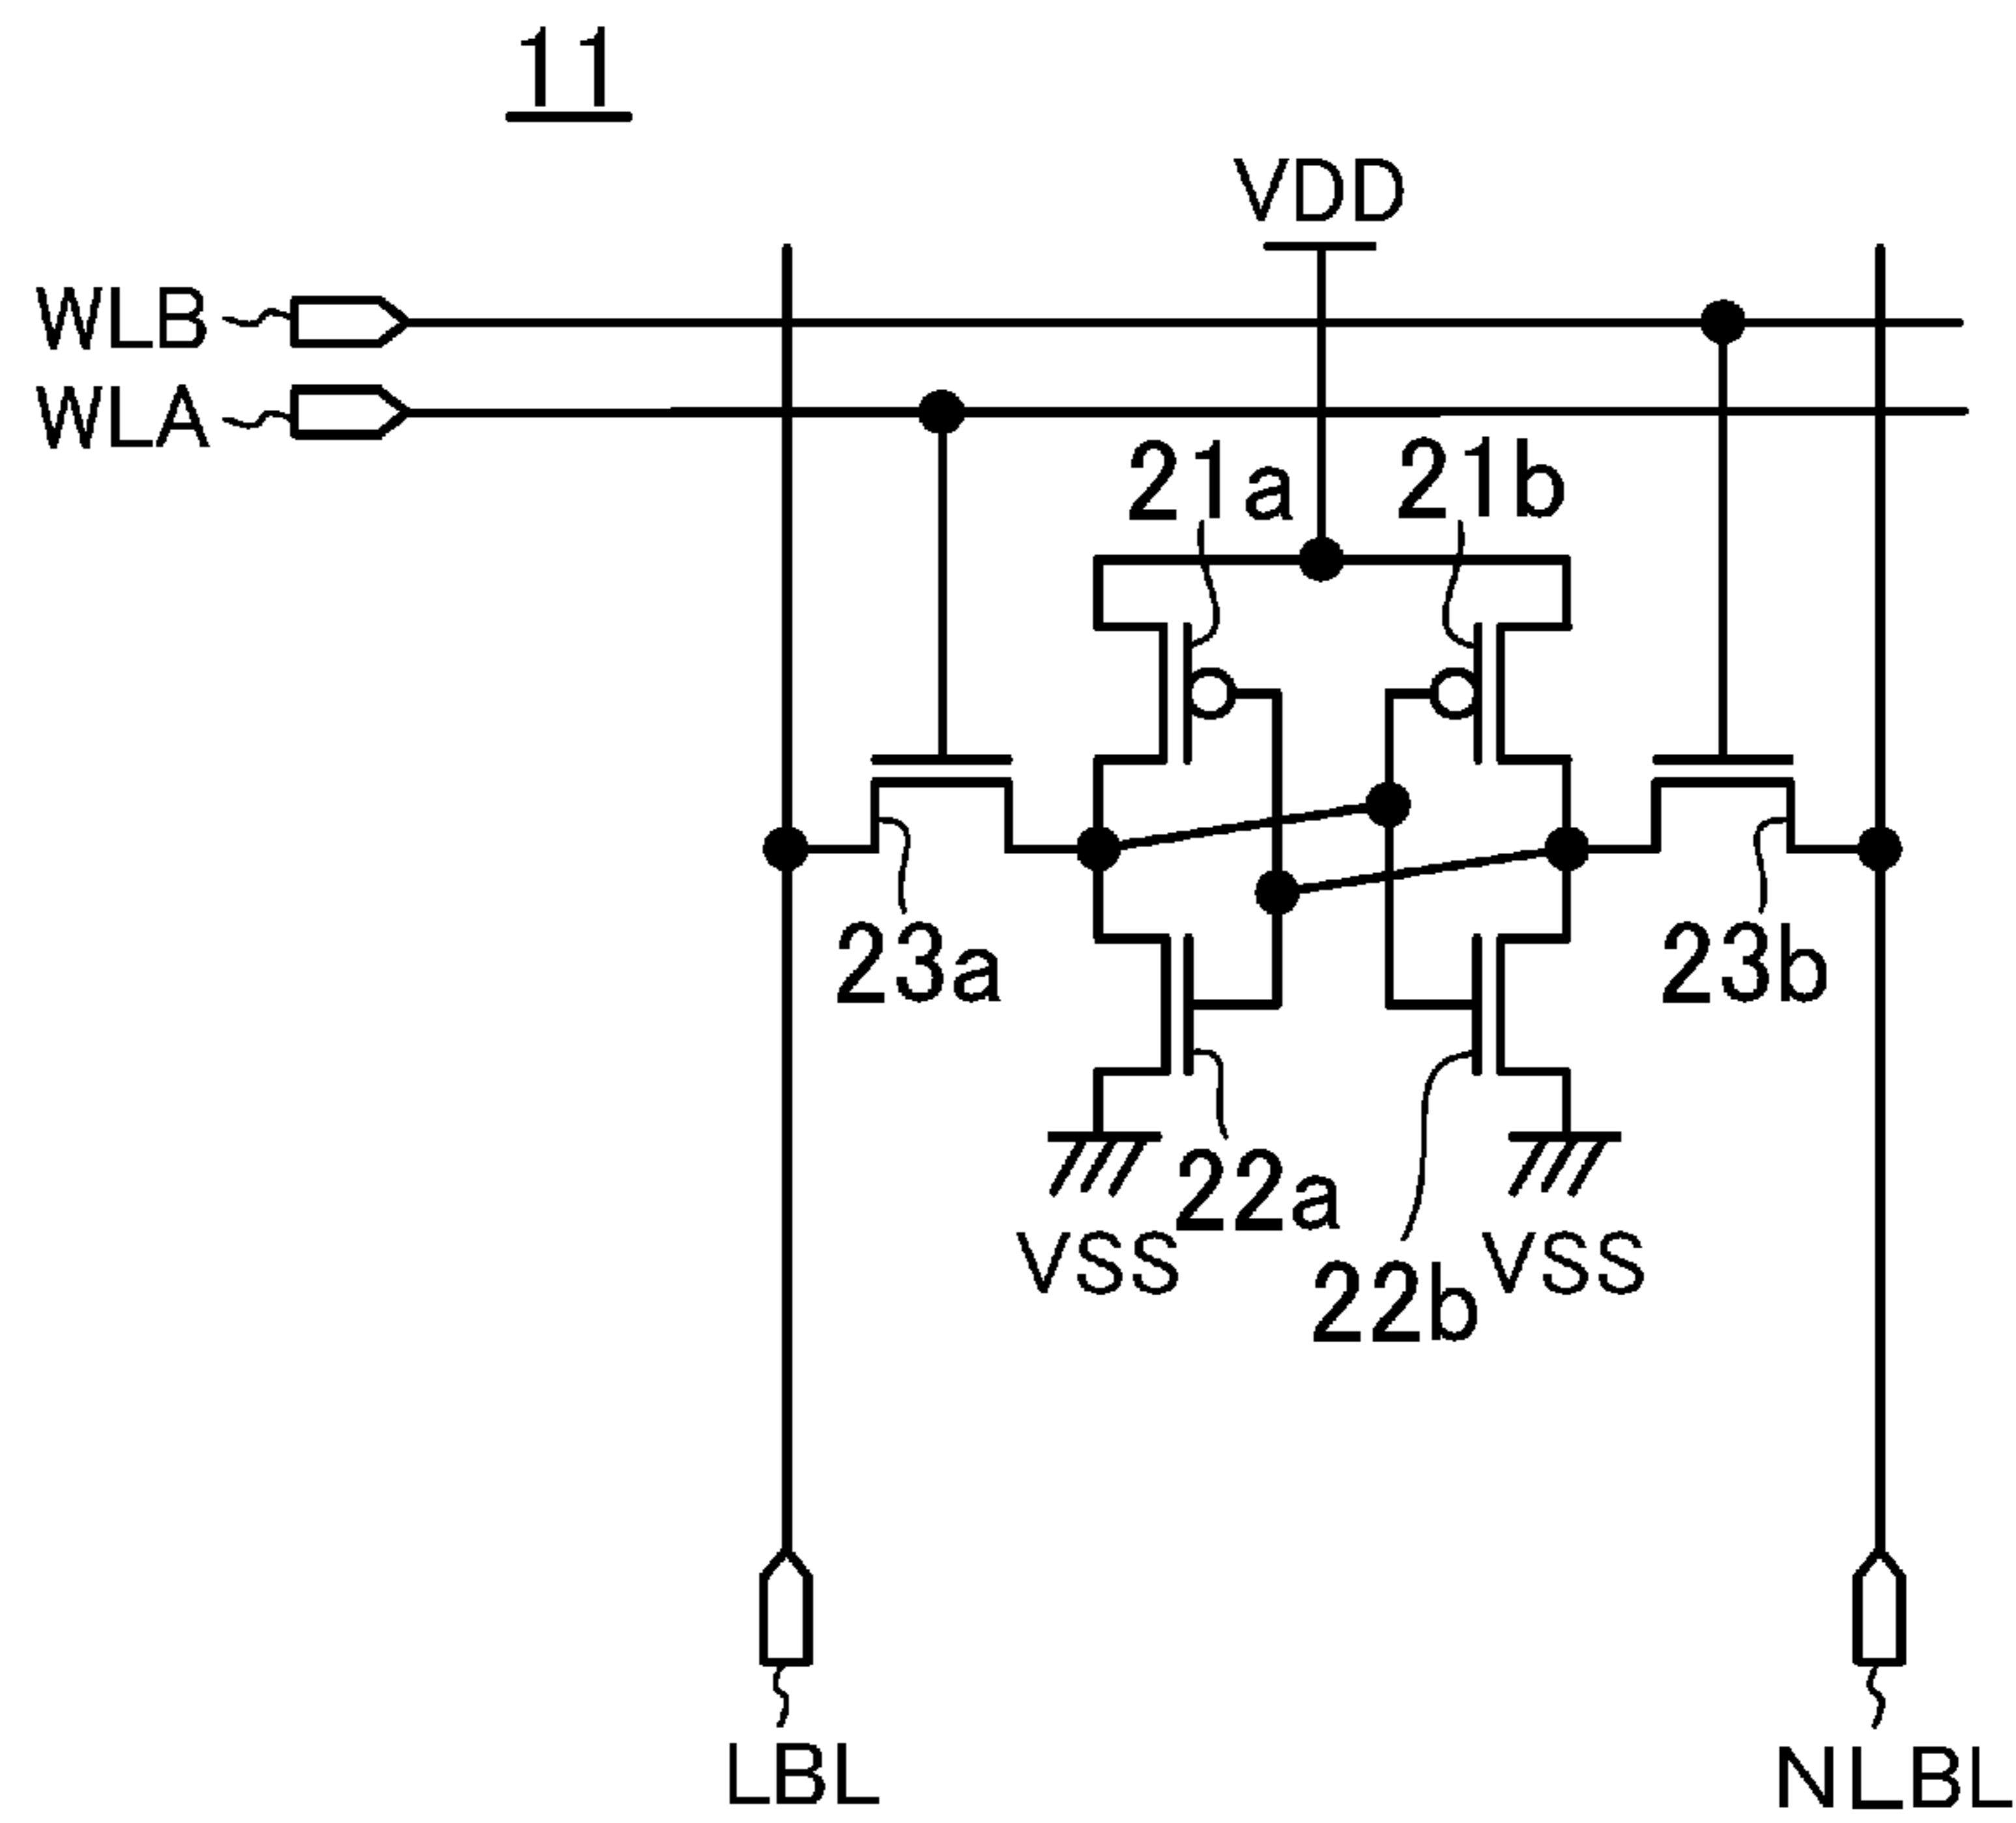 11
VDD
WLB
WLA
21a 21b
23a 23b
22a
VSS VSS
22b
LBL NLBL